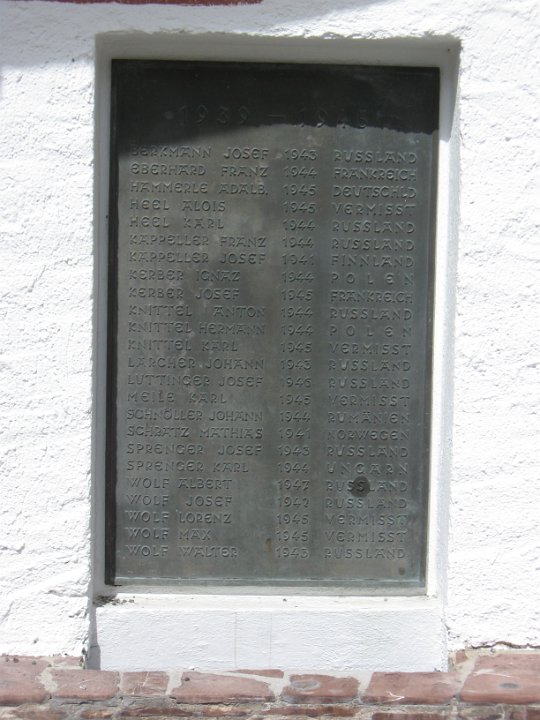 1939 – 1945
BERKMANN JOSEF 1943 RUSSLAND
EBERHARD FRANZ 1944 FRANKREICH
HAMMERLE ADALB. 1945 DEUTSCHLD
HEEL ALOIS 1945 VERMISST
HEEL KARL 1944 RUSSLAND
KAPPELLER FRANZ 1944 RUSSLAND
KAPPELLER JOSEF 1941 FINNLAND
KERBER IGNAZ 1944 POLEN
KERBER JOSEF 1945 FRANKREICH
KNITTEL ANTON 1944 RUSSLAND
KNITTEL HERMANN 1944 POLEN
KNITTEL KARL 1945 VERMISST
LARCHER JOHANN 1943 RUSSLAND
LUTTINGER JOSEF 1946 RUSSLAND
MEILE KARL 1945 VERMISST
SCHNÖLLER JOHANN 1944 RUMÄNIEN
SCHRATZ MATHIAS 1941 NORWEGEN
SPRENGER JOSEF 1943 RUSSLAND
SPRENGER KARL 1944 UNGARN
WOLF ALBERT RUSSLAND
WOLF JOSEF RUSSLAND
WOLF LORENZ 1945 VERMISST
WOLF MAX 1945 VERMISST
WOLF WALTER 1943 RUSSLAND